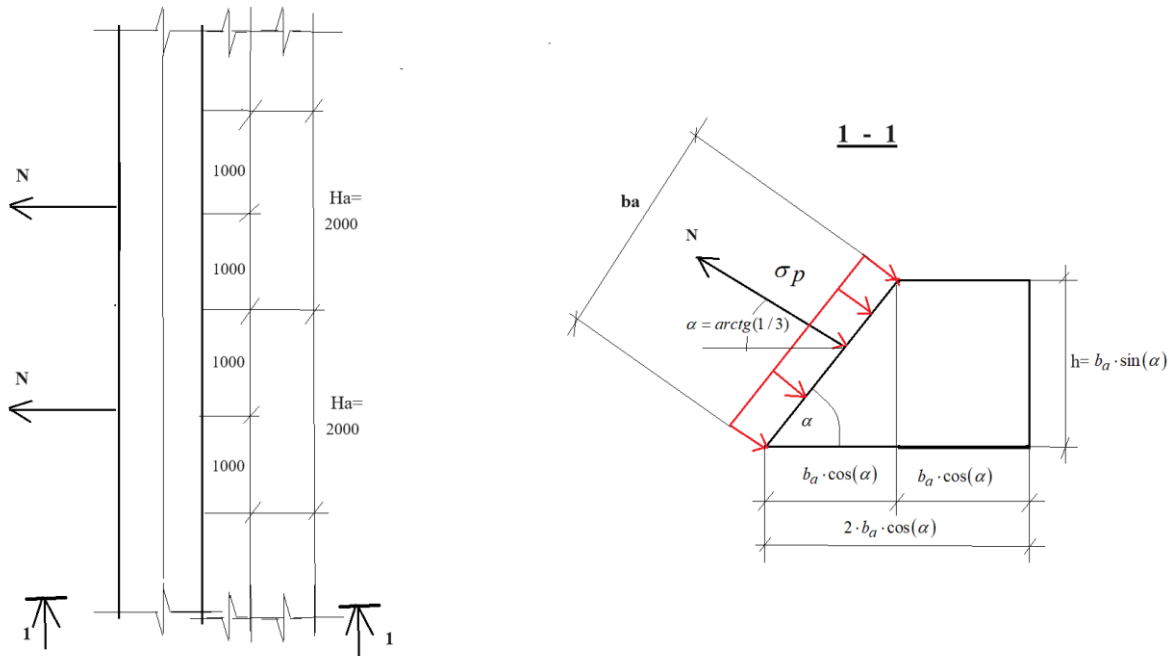 N
1000
Ha=
2000
1000
N
1000
Ha=
2000
1000
1
1
1 - 1
ba
N
σp
α = arctg(1/3)
α
h= ba·sin(α)
ba·cos(α) ba·cos(α)
2·ba·cos(α)